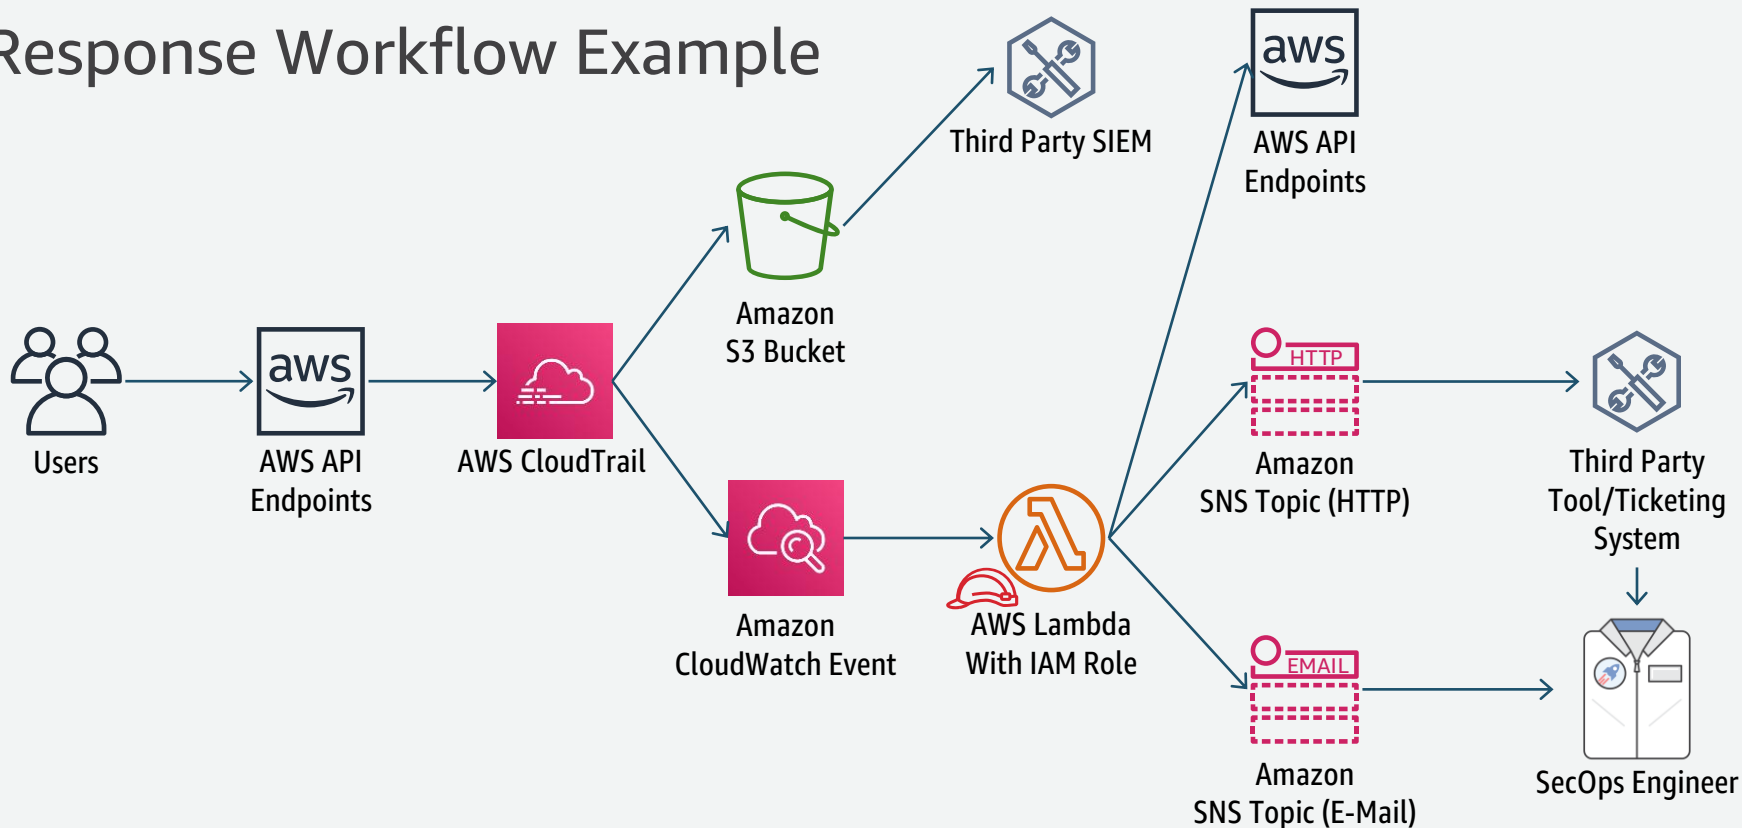 Response Workflow Example
aws
AWS API
Endpoints
Third Party SIEM
Amazon
S3 Bucket
Users
aws
AWS API
Endpoints
AWS CloudTrail
HTTP
Amazon
SNS Topic (HTTP)
Third Party
Tool/Ticketing
System
Amazon
CloudWatch Event
AWS Lambda
With IAM Role
EMAIL
Amazon
SNS Topic (E-Mail)
SecOps Engineer